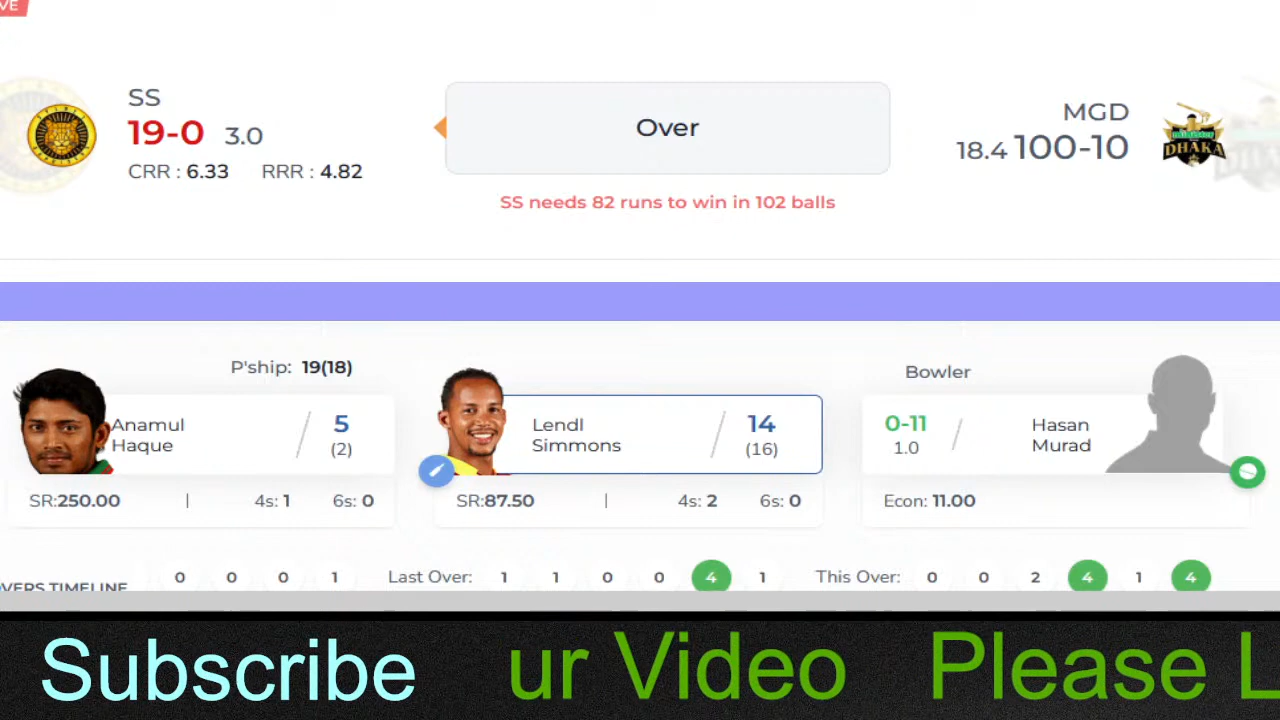 VE
SS
19-0 3.0
CRR : 6.33 RRR : 4.82
Over
SS needs 82 runs to win in 102 balls
MGD
18.4 100-10
DHAKA
P'ship: 19(18)
Anamul
Haque
5
(2)
SR:250.00 | 4s: 1 6s: 0
Lendl
Simmons
14
(16)
SR:87.50 | 4s: 2 6s: 0
Bowler
0-11
1.0
Hasan
Murad
Econ: 11.00
OVERS TIMELINE 0 0 0 1 Last Over: 1 1 0 0 4 1 This Over: 0 0 2 4 1 4
Subscribe ur Video Please L